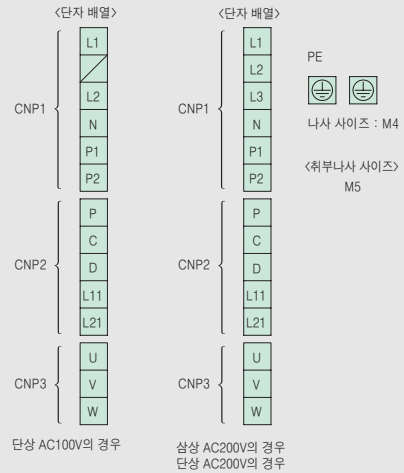 〈단자 배열〉
CNP1
L1
L2
N
P1
P2
CNP2
P
C
D
L11
L21
CNP3
U
V
W
단상 AC100V의 경우
〈단자 배열〉
CNP1
L1
L2
L3
N
P1
P2
CNP2
P
C
D
L11
L21
CNP3
U
V
W
삼상 AC200V의 경우
단상 AC200V의 경우
PE
나사 사이즈 : M4
〈취부나사 사이즈〉
M5